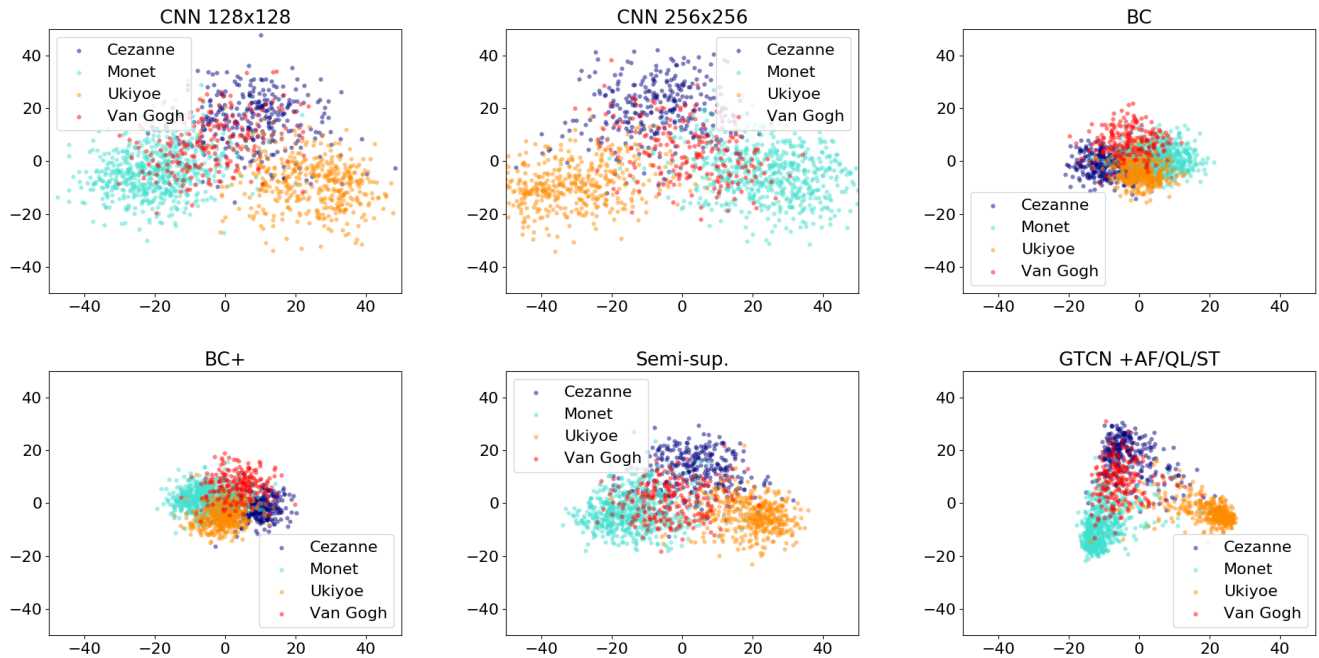 CNN 128x128
40
20
0
−20
−40
−40 −20 0 20 40
Cezanne
Monet
Ukiyoe
Van Gogh
CNN 256x256
40
20
0
−20
−40
−40 −20 0 20 40
Cezanne
Monet
Ukiyoe
Van Gogh
BC
40
20
0
−20
−40
−40 −20 0 20 40
Cezanne
Monet
Ukiyoe
Van Gogh
BC+
40
20
0
−20
−40
−40 −20 0 20 40
Cezanne
Monet
Ukiyoe
Van Gogh
Semi-sup.
40
20
0
−20
−40
−40 −20 0 20 40
Cezanne
Monet
Ukiyoe
Van Gogh
GTCN +AF/QL/ST
40
20
0
−20
−40
−40 −20 0 20 40
Cezanne
Monet
Ukiyoe
Van Gogh